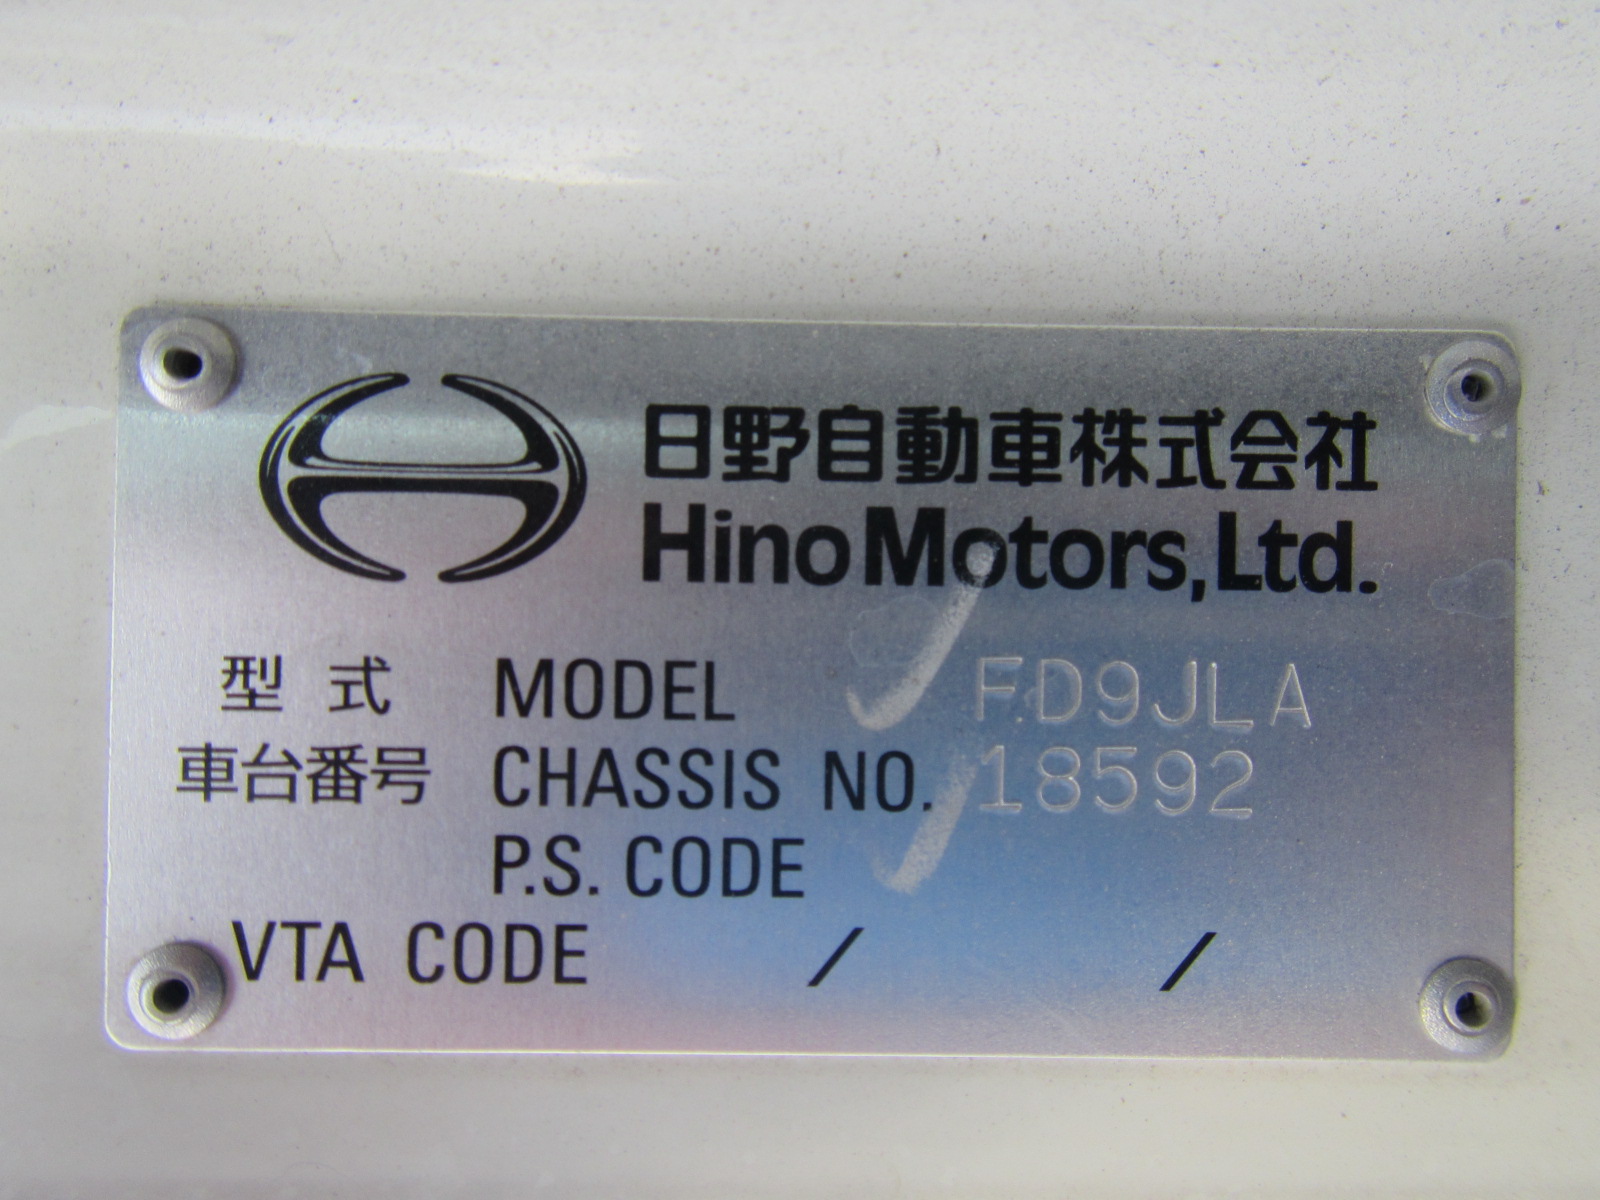 日野自動車株式会社
Hino Motors, Ltd.
型 式 MODEL FD9JLA
車台番号 CHASSIS NO. 18592
P.S. CODE
VTA CODE / /